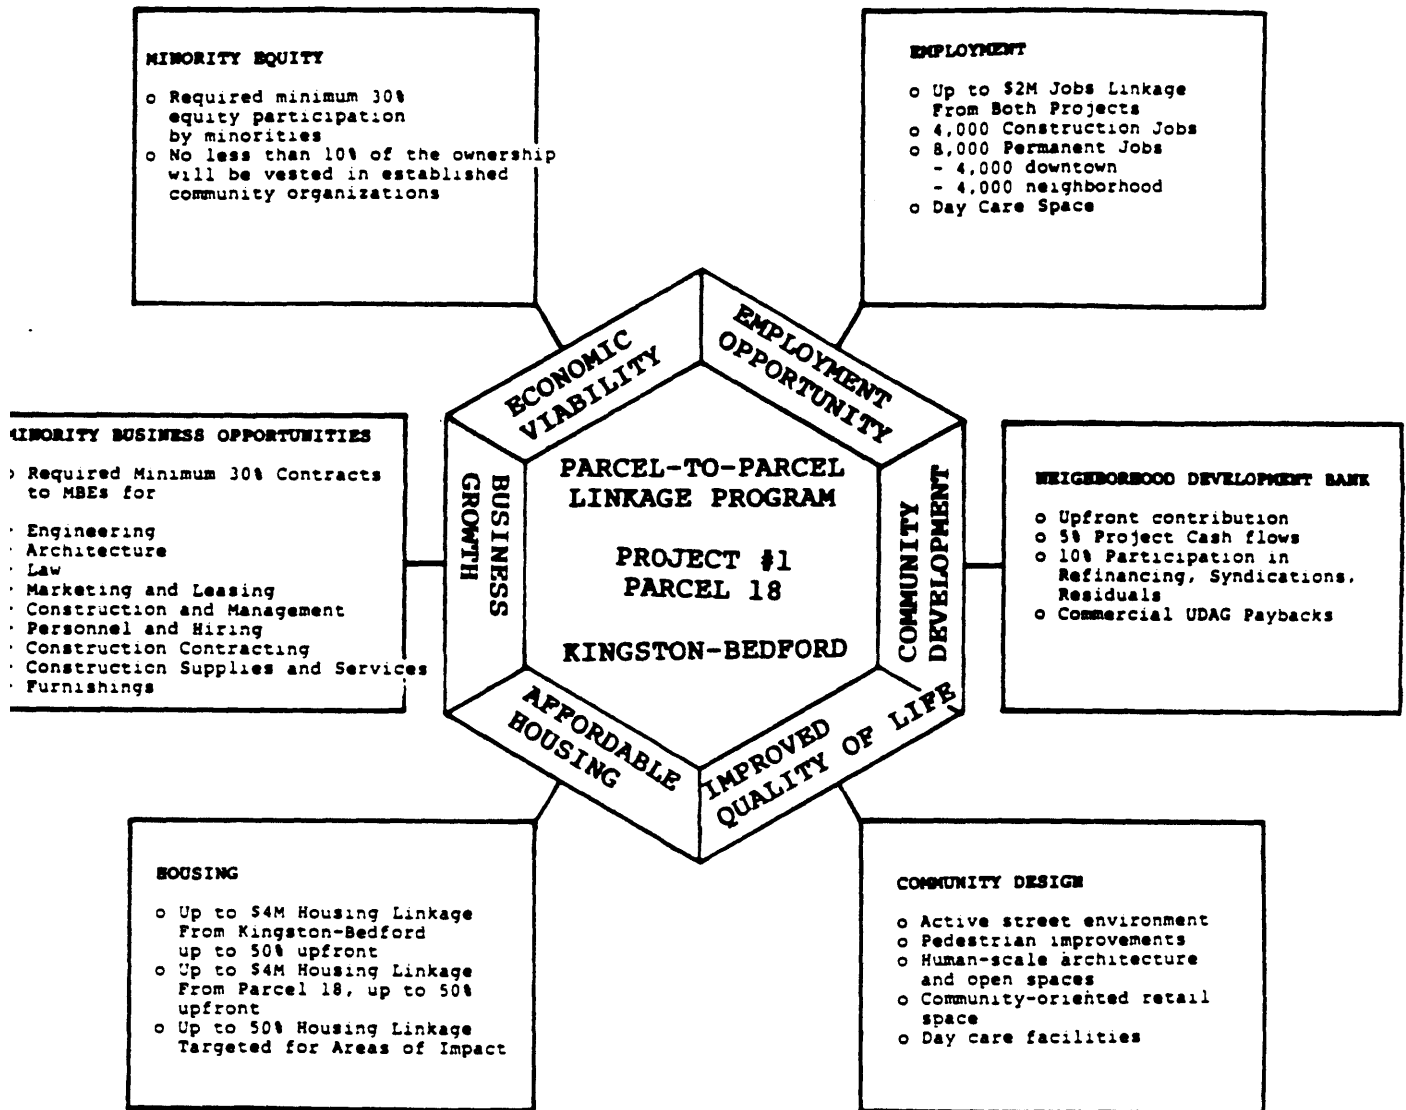 MINORITY EQUITY
o Required minimum 30%
equity participation
by minorities
o No less than 10% of the ownership
will be vested in established
community organizations
EMPLOYMENT
o Up to $2M Jobs Linkage
From Both Projects
o 4,000 Construction Jobs
o 8,000 Permanent Jobs
- 4,000 downtown
- 4,000 neighborhood
o Day Care Space
ECONOMIC
VIABILITY
EMPLOYMENT
OPPORTUNITY
MINORITY BUSINESS OPPORTUNITIES
o Required Minimum 30% Contracts
to MBEs for
· Engineering
· Architecture
· Law
· Marketing and Leasing
· Construction and Management
· Personnel and Hiring
· Construction Contracting
· Construction Supplies and Services
· Furnishings
BUSINESS
GROWTH
PARCEL-TO-PARCEL
LINKAGE PROGRAM
PROJECT #1
PARCEL 18
KINGSTON-BEDFORD
COMMUNITY
DEVELOPMENT
NEIGHBORHOOD DEVELOPMENT BANK
o Upfront contribution
o 5% Project Cash flows
o 10% Participation in
Refinancing, Syndications,
Residuals
o Commercial UDAG Paybacks
AFFORDABLE
HOUSING
IMPROVED
QUALITY OF LIFE
HOUSING
o Up to $4M Housing Linkage
From Kingston-Bedford
up to 50% upfront
o Up to $4M Housing Linkage
From Parcel 18, up to 50%
upfront
o Up to 50% Housing Linkage
Targeted for Areas of Impact
COMMUNITY DESIGN
o Active street environment
o Pedestrian improvements
o Human-scale architecture
and open spaces
o Community-oriented retail
space
o Day care facilities